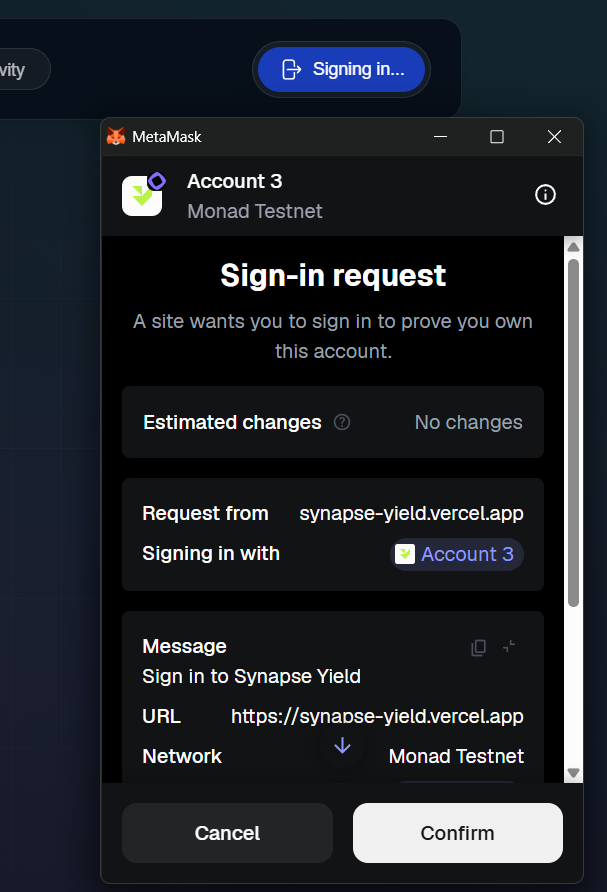 vity
Signing in...
MetaMask
Account 3
Monad Testnet
Sign-in request
A site wants you to sign in to prove you own
this account.
Estimated changes ? No changes
Request from synapse-yield.vercel.app
Signing in with Account 3
Message
Sign in to Synapse Yield
URL https://synapse-yield.vercel.app
Network Monad Testnet
Cancel Confirm